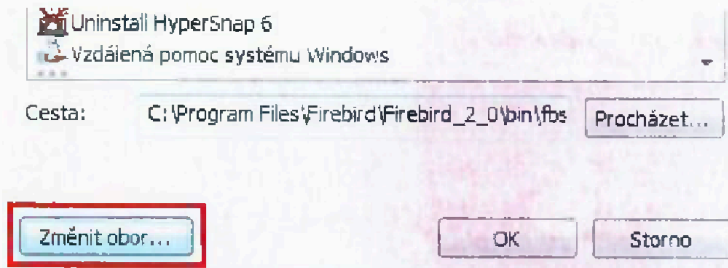 Uninstall HyperSnap 6
Vzdálená pomoc systému Windows
Cesta: C:\Program Files\Firebird\Firebird_2_0\bin\fbs Procházet...
Změnit obor... OK Storno